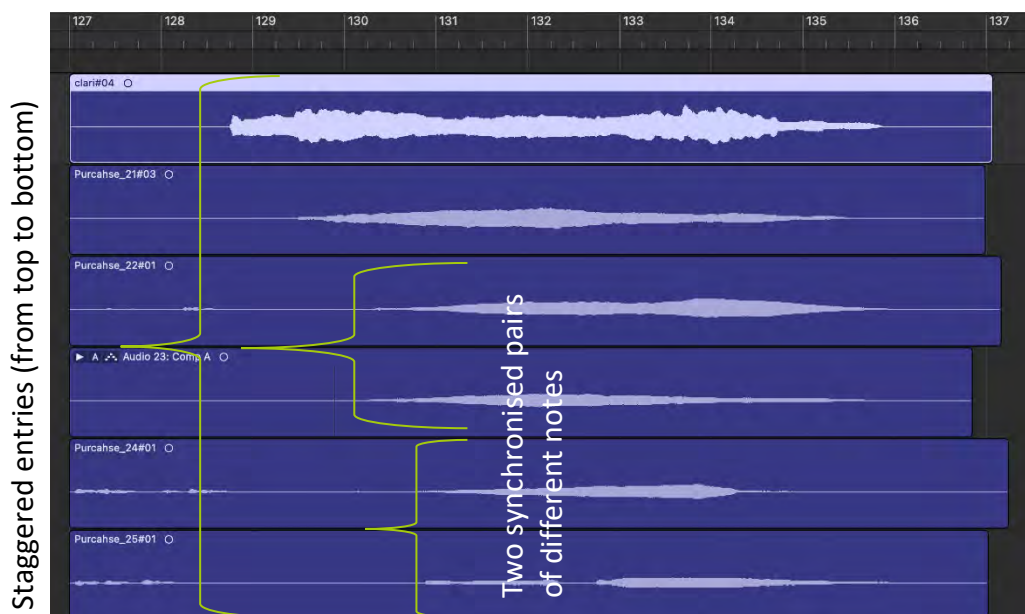 127 128 129 130 131 132 133 134 135 136 137
clari#04
Purcahse_21#03
Purcahse_22#01
A Audio 23: Comp A
Purcahse_24#01
Purcahse_25#01
Staggered entries (from top to bottom)
Two synchronised pairs
of different notes